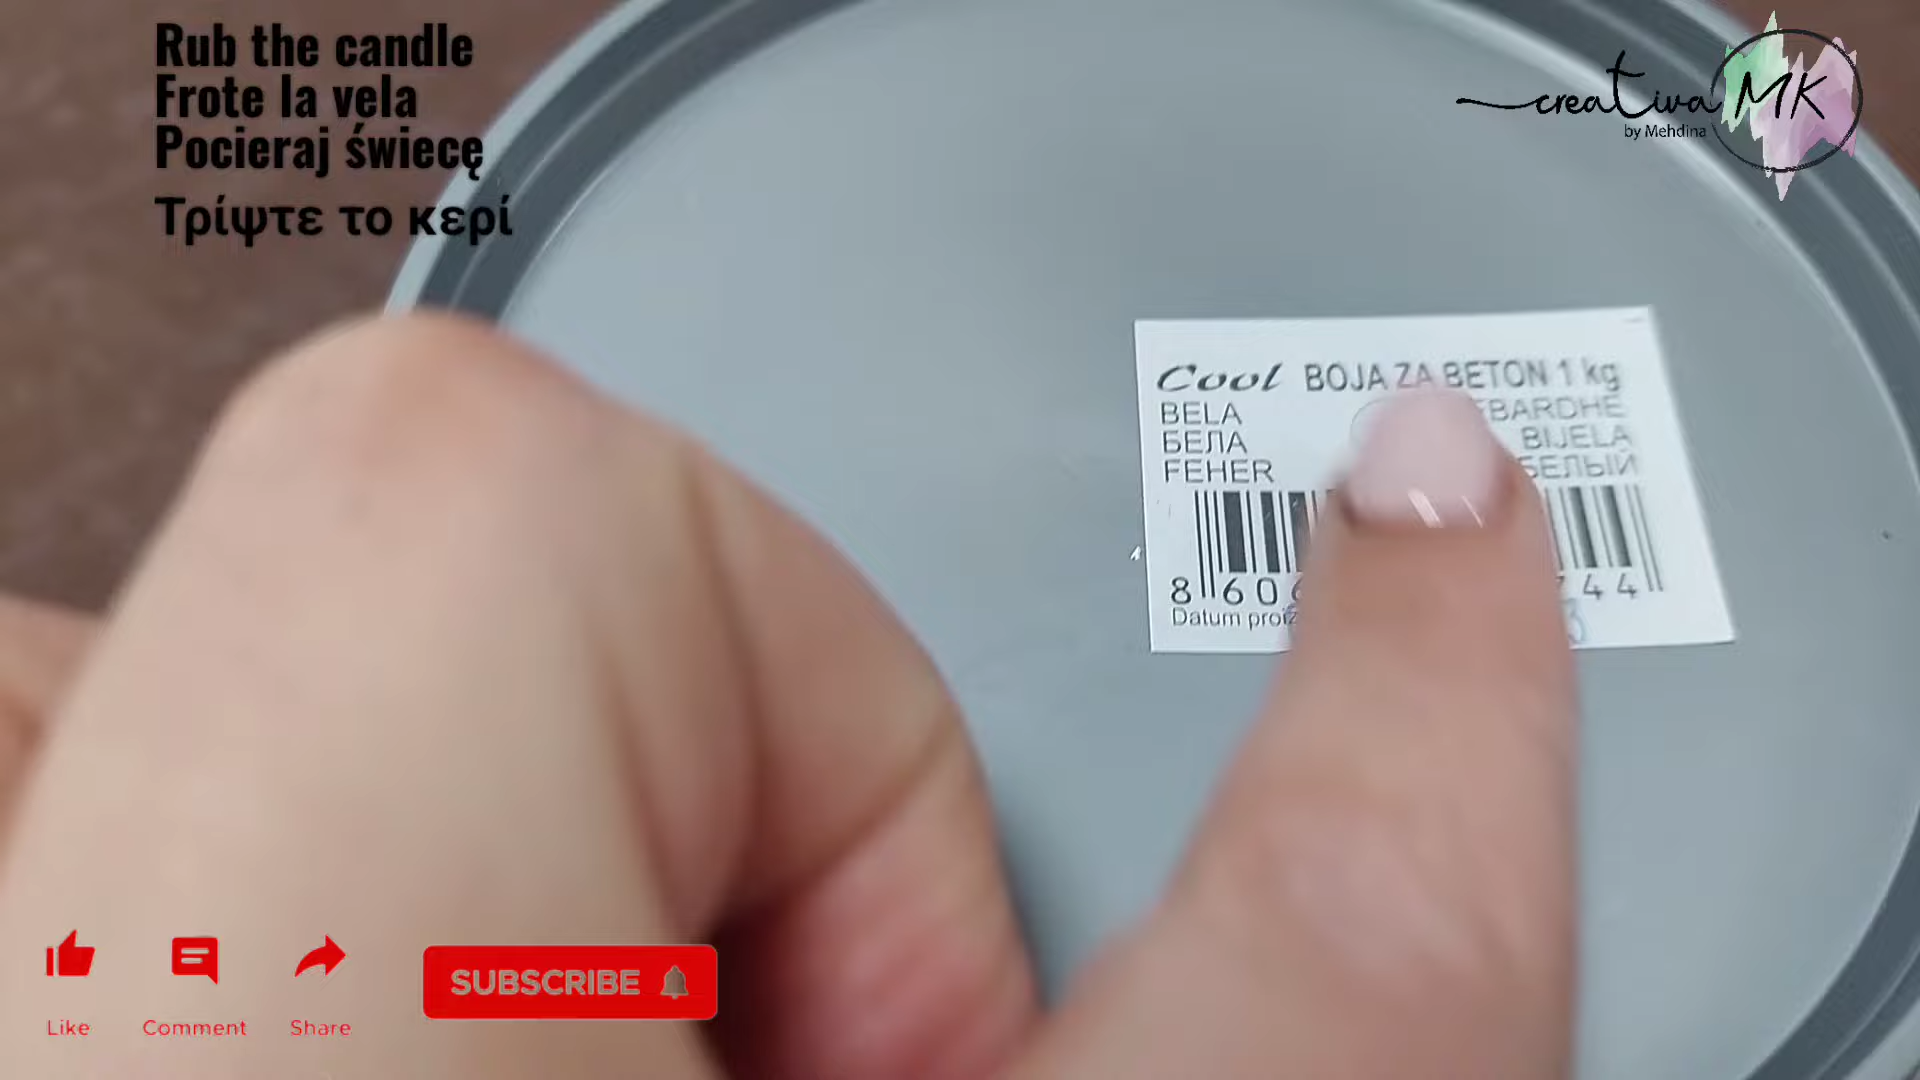 Rub the candle
Frote la vela
Pocieraj świecę
Τρίψτε το κερί
creativa MK
by Mehdina
Cool BOJA ZA BETON 1 kg
BELA
БЕЛА BIJELA
FEHER БЕЛЫЙ
8 60 44
Datum
Like Comment Share
SUBSCRIBE